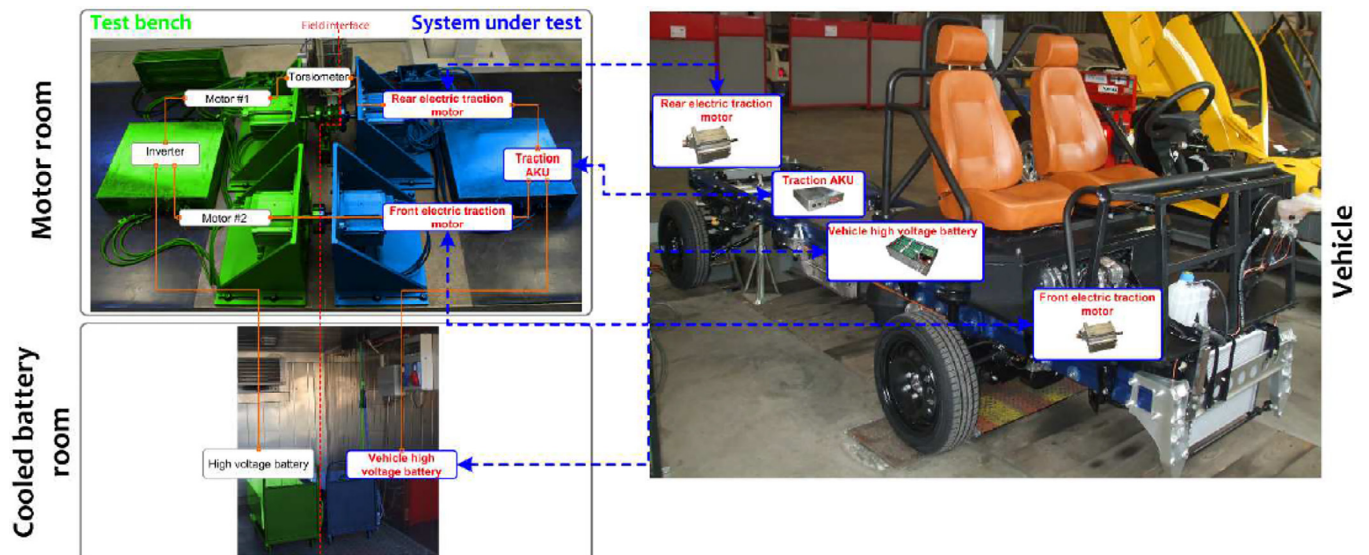 Test bench
Field interface
System under test
Motor room
Torsiometer
Motor #1
Rear electric traction
motor
Inverter
Traction
AKU
Motor #2
Front electric traction
motor
Cooled battery
room
High voltage battery
Vehicle high
voltage battery
Rear electric traction
motor
Traction AKU
Vehicle high voltage battery
Front electric traction
motor
Vehicle